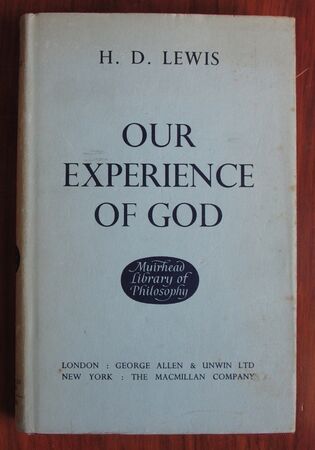 H. D. LEWIS
OUR
EXPERIENCE
OF GOD
Muirhead
Library of
Philosophy
LONDON : GEORGE ALLEN & UNWIN LTD
NEW YORK : THE MACMILLAN COMPANY